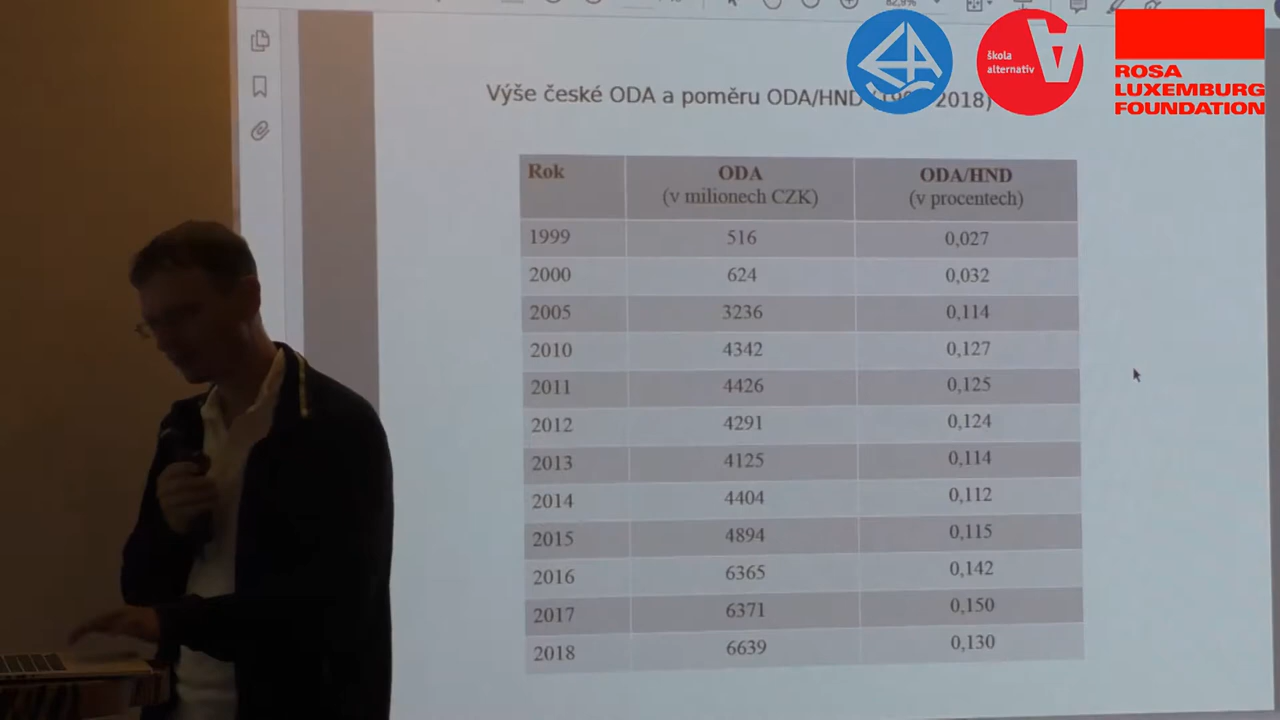 82,9%
škola
alternativ
ROSA
LUXEMBURG
FOUNDATION
Výše české ODA a poměru ODA/HND 2018)
Rok ODA ODA/HND
(v milionech CZK) (v procentech)
1999 516 0,027
2000 624 0,032
2005 3236 0,114
2010 4342 0,127
2011 4426 0,125
2012 4291 0,124
2013 4125 0,114
2014 4404 0,112
2015 4894 0,115
2016 6365 0,142
2017 6371 0,150
2018 6639 0,130